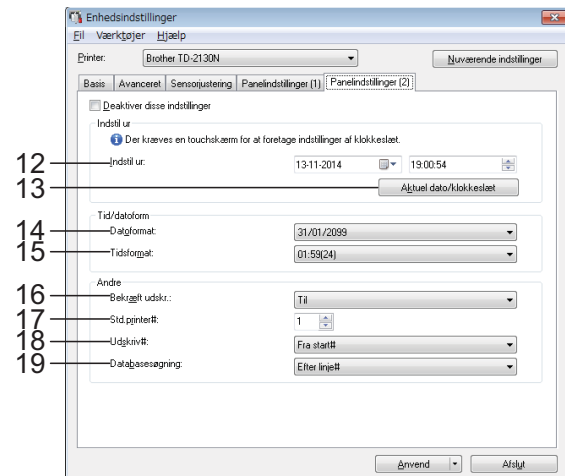 Enhedsindstillinger
Fil Værktøjer Hjælp
Printer: Brother TD-2130N Nuværende indstillinger
Basis Avanceret Sensorjustering Panelindstillinger (1) Panelindstillinger (2)
Deaktiver disse indstillinger
Indstil ur
Der kræves en touchskærm for at foretage indstillinger af klokkeslæt.
12 Indstil ur: 13-11-2014 19:00:54
13 Aktuel dato/klokkeslæt
Tid/datoform
14 Datoformat: 31/01/2099
15 Tidsformat: 01:59(24)
Andre
16 Bekræft udskr.: Til
17 Std.printer#: 1
18 Udskriv#: Fra start#
19 Databasesøgning: Efter linje#
Anvend Afslut